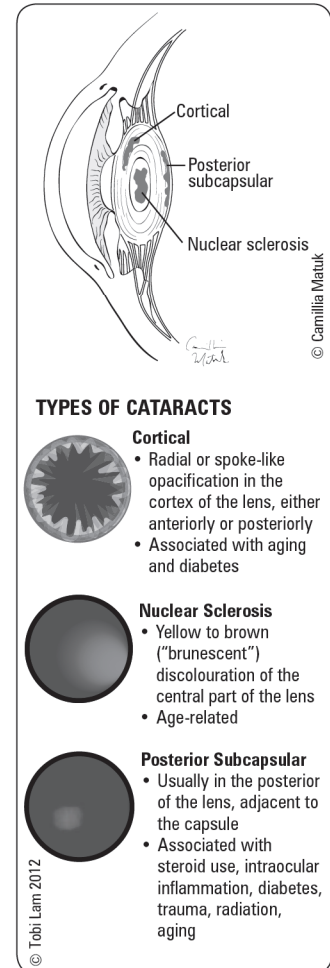 Cortical
Posterior
subcapsular
Nuclear sclerosis
© Camillia Matuk
TYPES OF CATARACTS
Cortical
• Radial or spoke-like
opacification in the
cortex of the lens, either
anteriorly or posteriorly
• Associated with aging
and diabetes
Nuclear Sclerosis
• Yellow to brown
(“brunescent”)
discolouration of the
central part of the lens
• Age-related
Posterior Subcapsular
• Usually in the posterior
of the lens, adjacent to
the capsule
• Associated with
steroid use, intraocular
inflammation, diabetes,
trauma, radiation,
aging
© Tobi Lam 2012